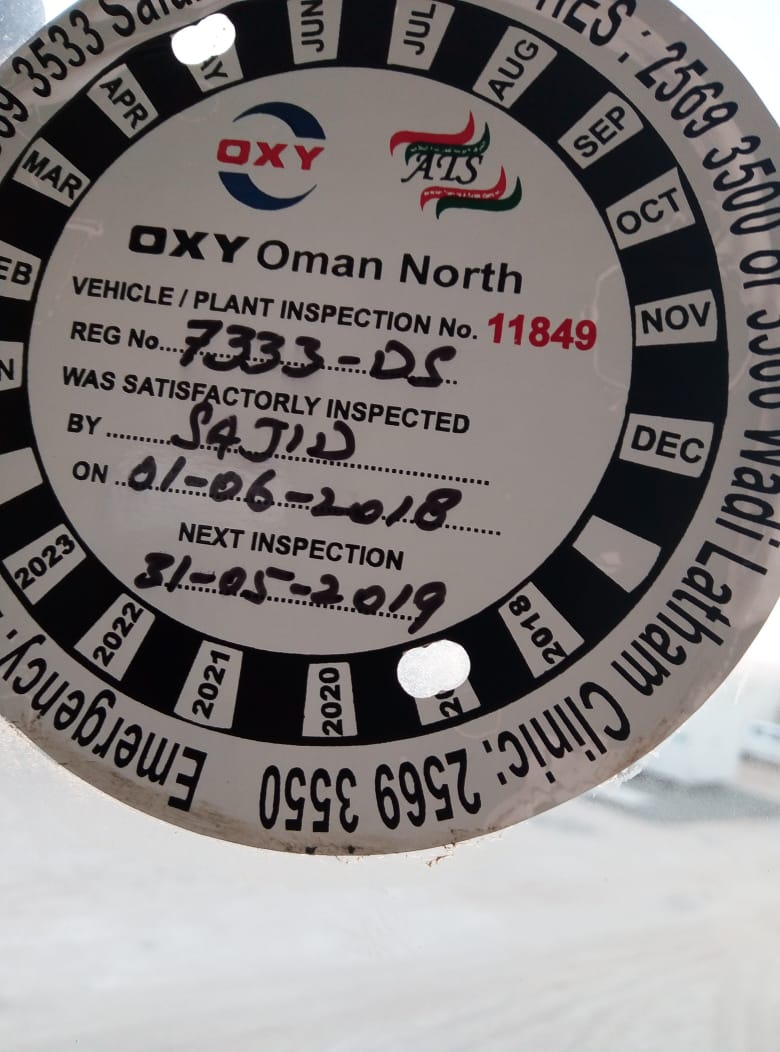 OXY
ATS
OXY Oman North
VEHICLE / PLANT INSPECTION No. 11849
REG No. 7333-DS
WAS SATISFACTORLY INSPECTED
BY SAJID
ON 01-06-2018
NEXT INSPECTION
31-05-2019
MAR
APR
JUN
JUL
AUG
SEP
OCT
NOV
DEC
2018
2020
2021
2022
2023
2569 3500 or 3300 Wadi Latham Clinic: 2569 3550
Emergency
3533